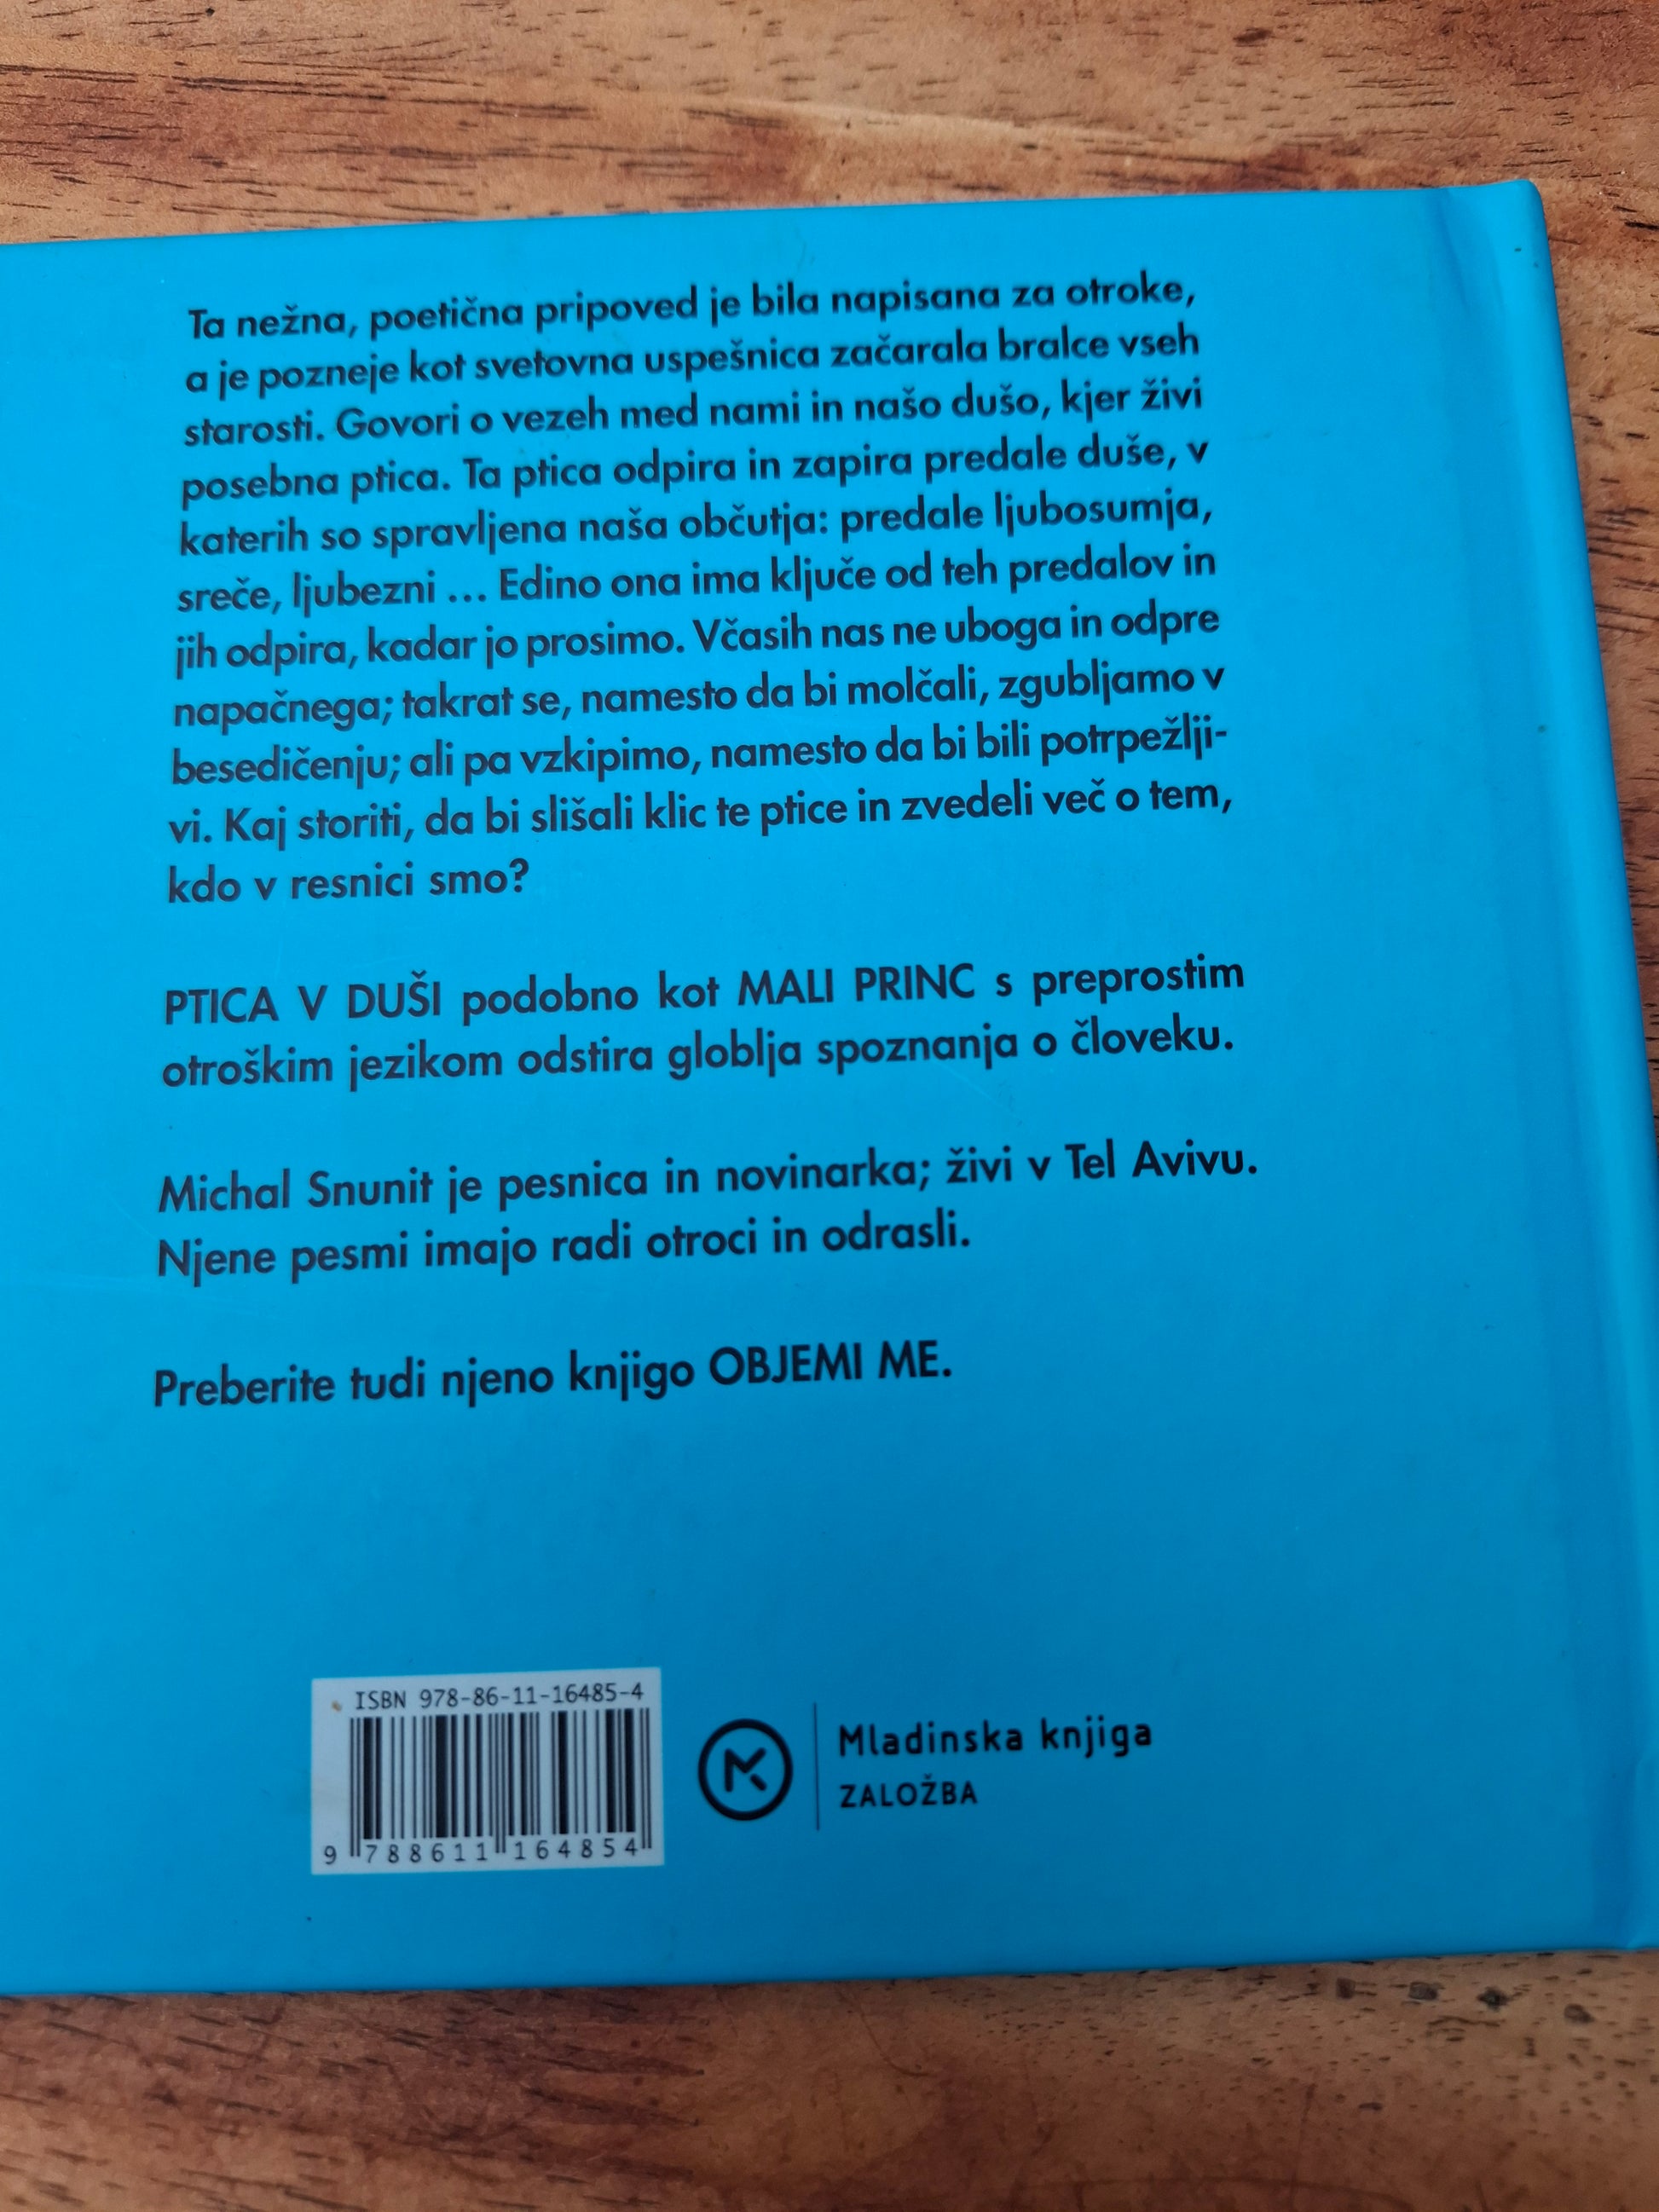 Ta nežna, poetična pripoved je bila napisana za otroke,
a je pozneje kot svetovna uspešnica začarala bralce vseh
starosti. Govori o vezeh med nami in našo dušo, kjer živi
posebna ptica. Ta ptica odpira in zapira predale duše, v
katerih so spravljena naša občutja: predale ljubosumja,
sreče, ljubezni ... Edino ona ima ključe od teh predalov in
jih odpira, kadar jo prosimo. Včasih nas ne uboga in odpre
napačnega; takrat se, namesto da bi molčali, zgubljamo v
besedičenju; ali pa vzkipimo, namesto da bi bili potrpežlji-
vi. Kaj storiti, da bi slišali klic te ptice in zvedeli več o tem,
kdo v resnici smo?
PTICA V DUŠI podobno kot MALI PRINC s preprostim
otroškim jezikom odstira globlja spoznanja o človeku.
Michal Snunit je pesnica in novinarka; živi v Tel Avivu.
Njene pesmi imajo radi otroci in odrasli.
Preberite tudi njeno knjigo OBJEMI ME.
ISBN 978-86-11-16485-4
9 788611 164854
Mladinska knjiga
ZALOŽBA